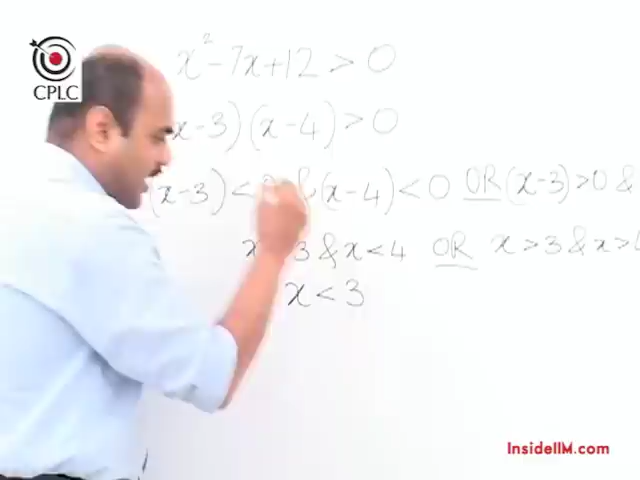 CPLC
x² - 7x + 12 > 0
x - 3) (x - 4) > 0
(x - 3) < & (x - 4) < 0 OR (x - 3) > 0 &
x 3 & x < 4 OR x > 3 & x >
x < 3
InsideIIM.com